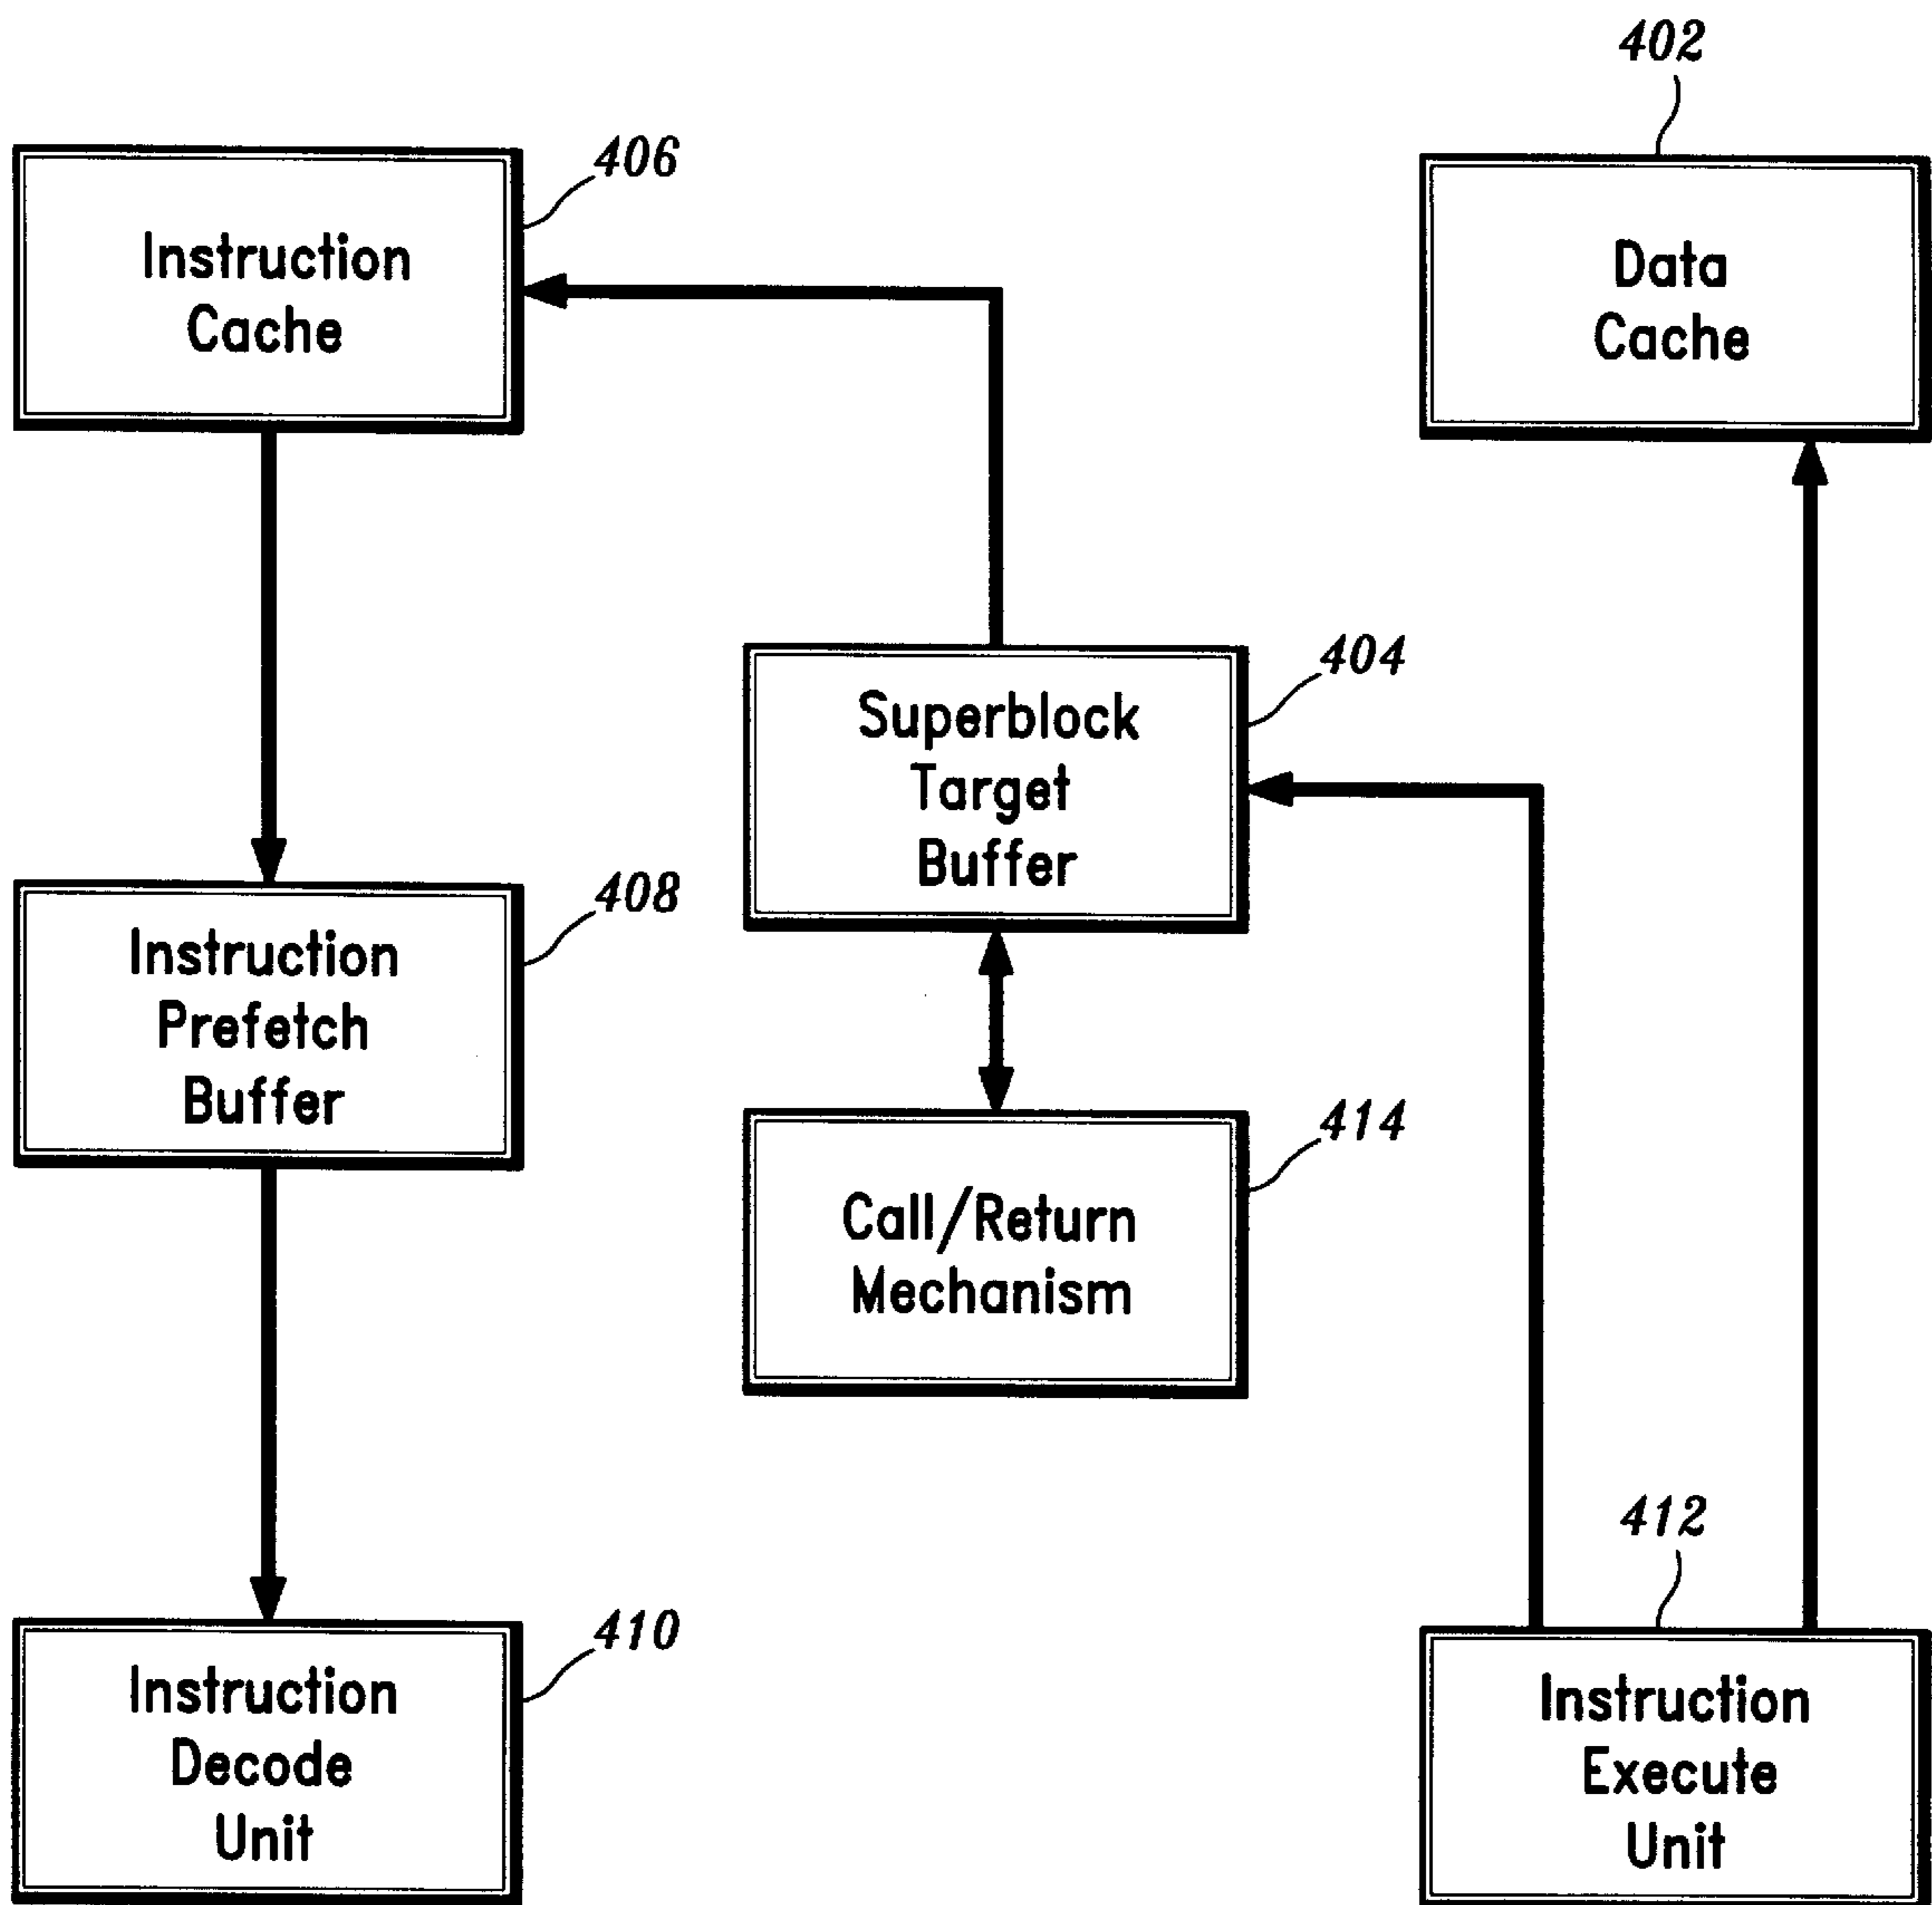 402
406
Instruction
Cache
Data
Cache
404
Superblock
Target
Buffer
408
Instruction
Prefetch
Buffer
414
Call/Return
Mechanism
412
410
Instruction
Decode
Unit
Instruction
Execute
Unit